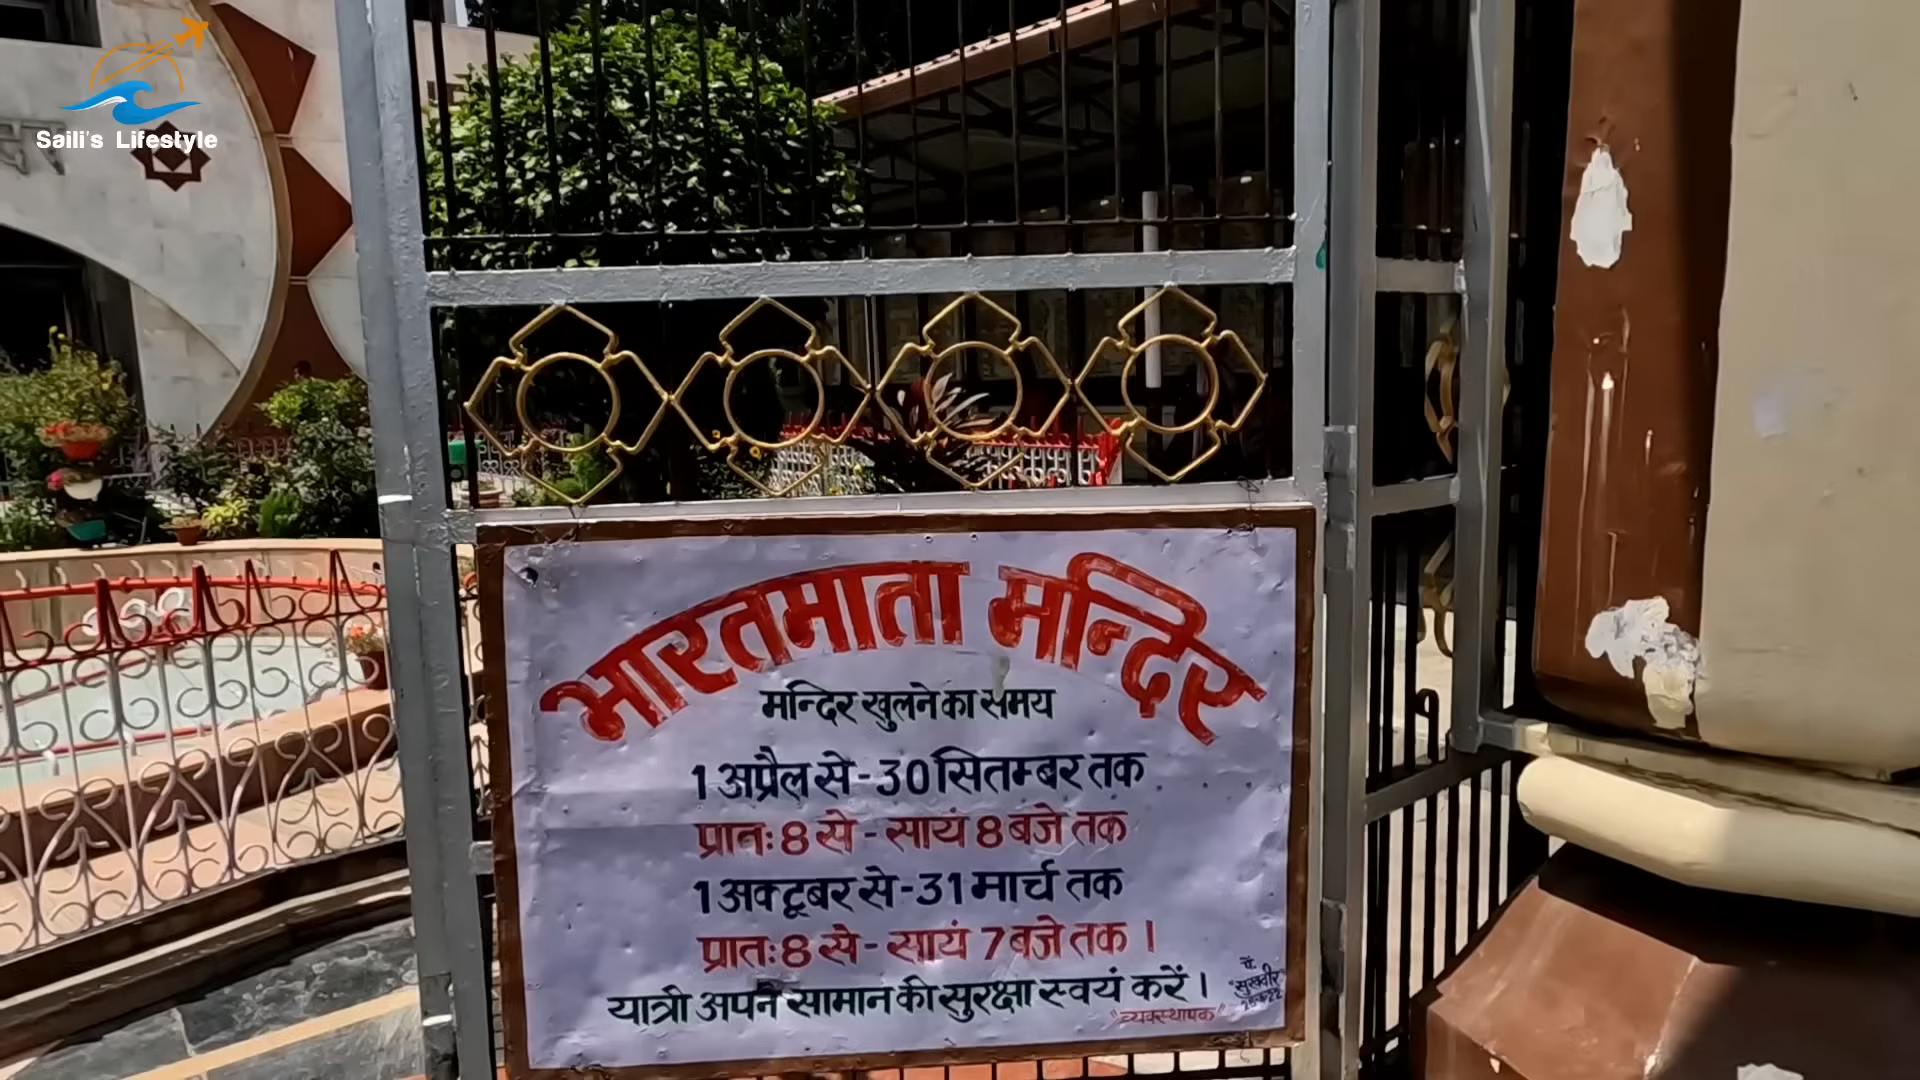 Saili's Lifestyle
भारतमाता मन्दिर
मन्दिर खुलने का समय
1 अप्रैल से - 30 सितम्बर तक
प्रातः 8 से - सायं 8 बजे तक
1 अक्टूबर से - 31 मार्च तक
प्रातः 8 से - सायं 7 बजे तक ।
यात्री अपने सामान की सुरक्षा स्वयं करें ।
"व्यवस्थापक"
पें.
सुखवीर